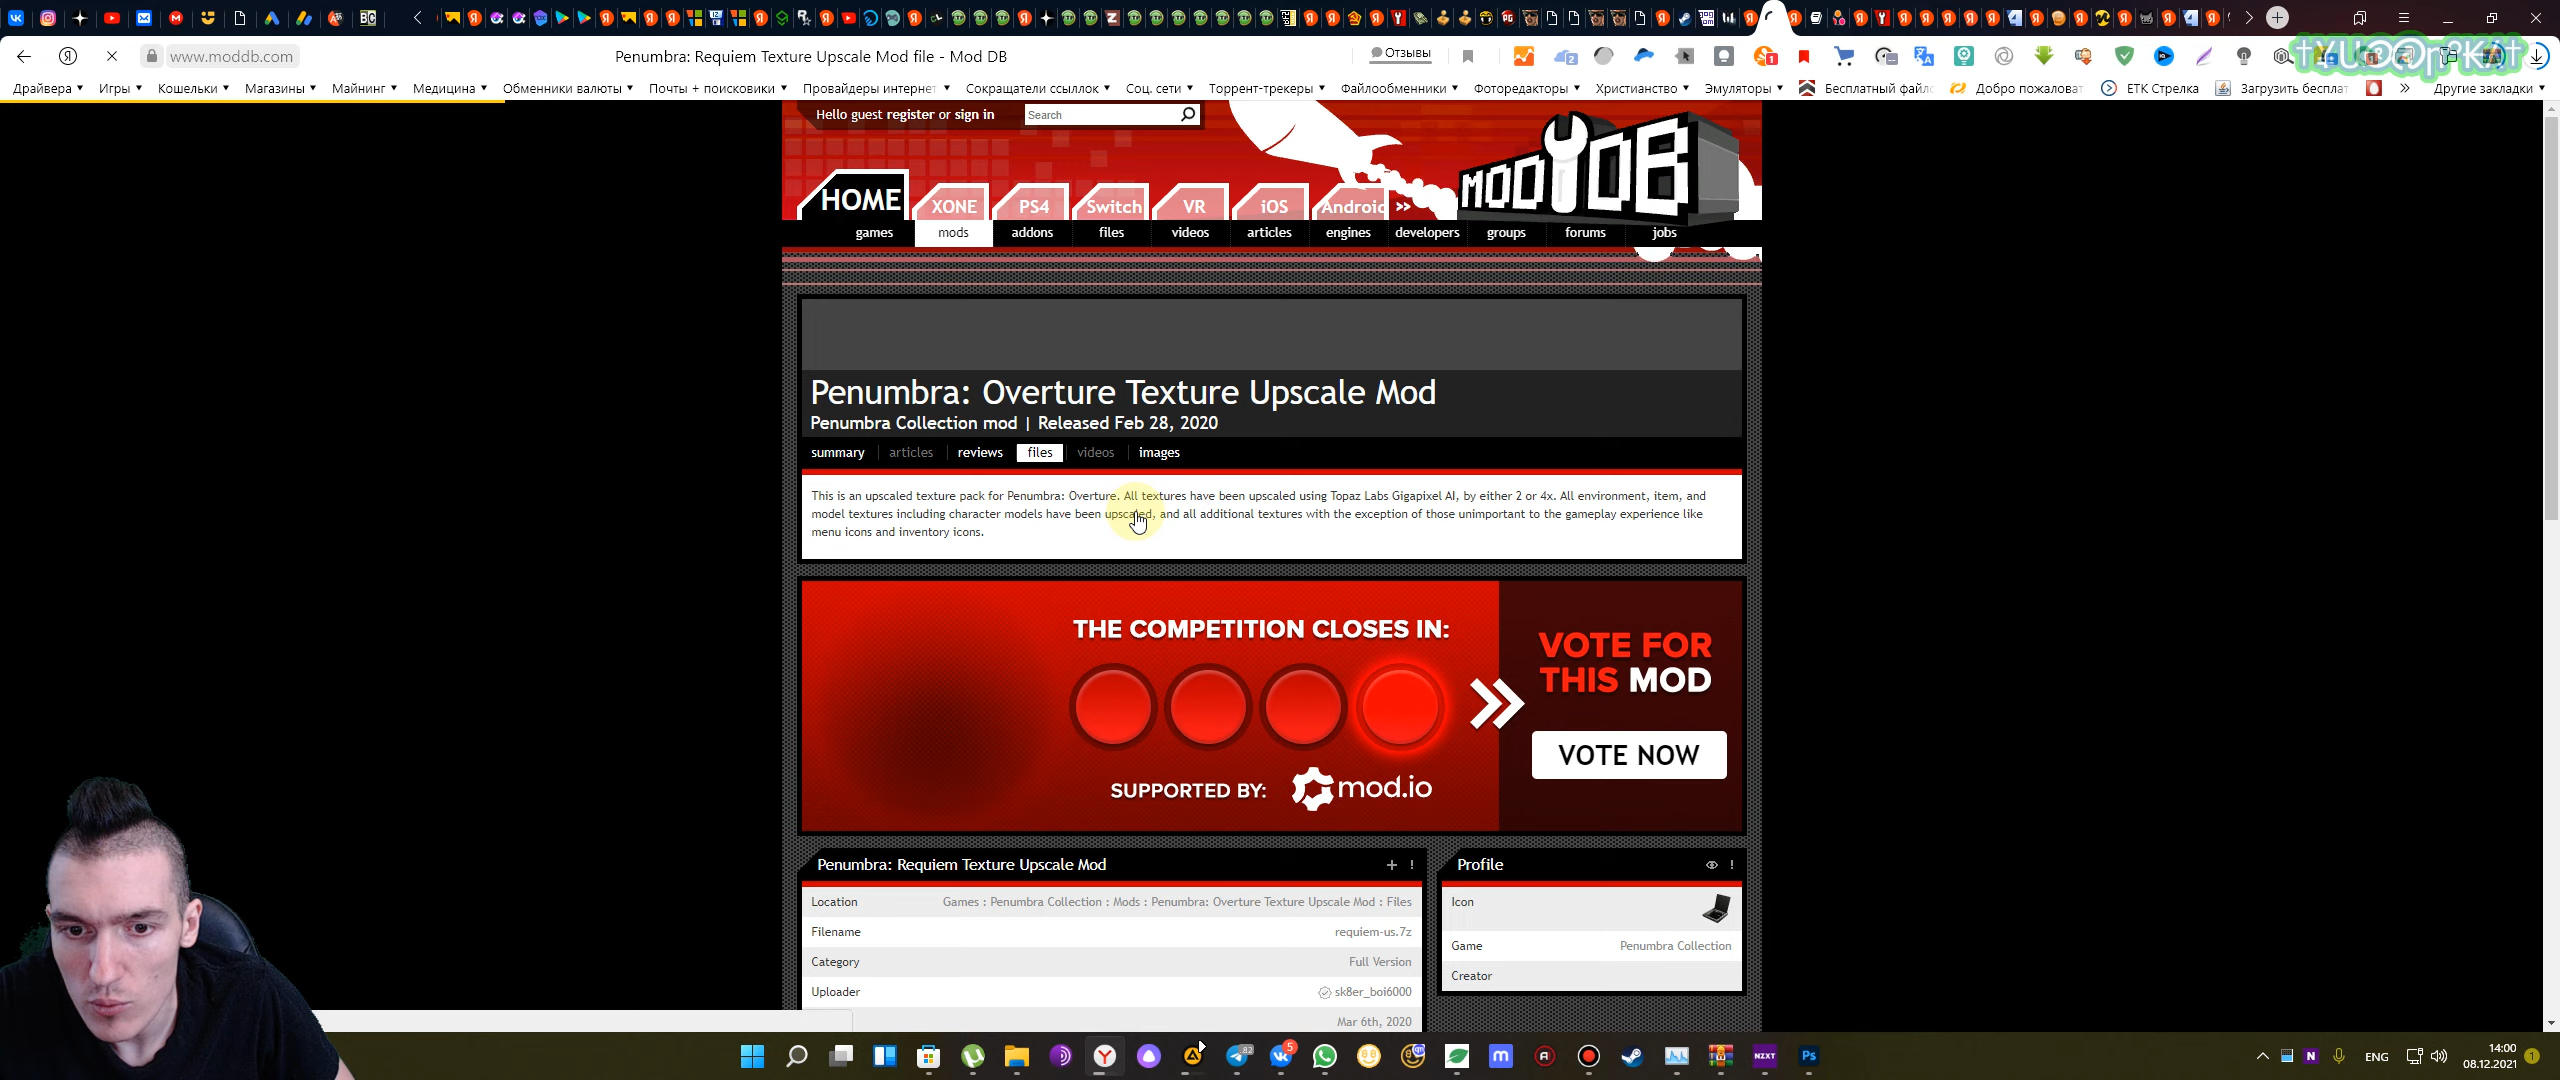 www.moddb.com
Penumbra: Requiem Texture Upscale Mod file - Mod DB
Отзывы
Драйвера
Игры
Кошельки
Магазины
Майнинг
Медицина
Обменники валюты
Почты + поисковики
Провайдеры интернет
Сокращатели ссылок
Соц. сети
Торрент-трекеры
Файлообменники
Фоторедакторы
Христианство
Эмуляторы
Бесплатный файл
Добро пожаловат
ЕТК Стрелка
Загрузить бесплат
Другие закладки
Hello guest register or sign in
Search
MOD DB
HOME
XONE
PS4
Switch
VR
iOS
Android
games
mods
addons
files
videos
articles
engines
developers
groups
forums
jobs
Penumbra: Overture Texture Upscale Mod
Penumbra Collection mod | Released Feb 28, 2020
summary
articles
reviews
files
videos
images
This is an upscaled texture pack for Penumbra: Overture. All textures have been upscaled using Topaz Labs Gigapixel AI, by either 2 or 4x. All environment, item, and
model textures including character models have been upscaled, and all additional textures with the exception of those unimportant to the gameplay experience like
menu icons and inventory icons.
THE COMPETITION CLOSES IN:
SUPPORTED BY: mod.io
VOTE FOR
THIS MOD
VOTE NOW
Penumbra: Requiem Texture Upscale Mod
Location
Games : Penumbra Collection : Mods : Penumbra: Overture Texture Upscale Mod : Files
Filename
requiem-us.7z
Category
Full Version
Uploader
sk8er_boi6000
Mar 6th, 2020
Profile
Icon
Game
Penumbra Collection
Creator
ENG
14:00
08.12.2021